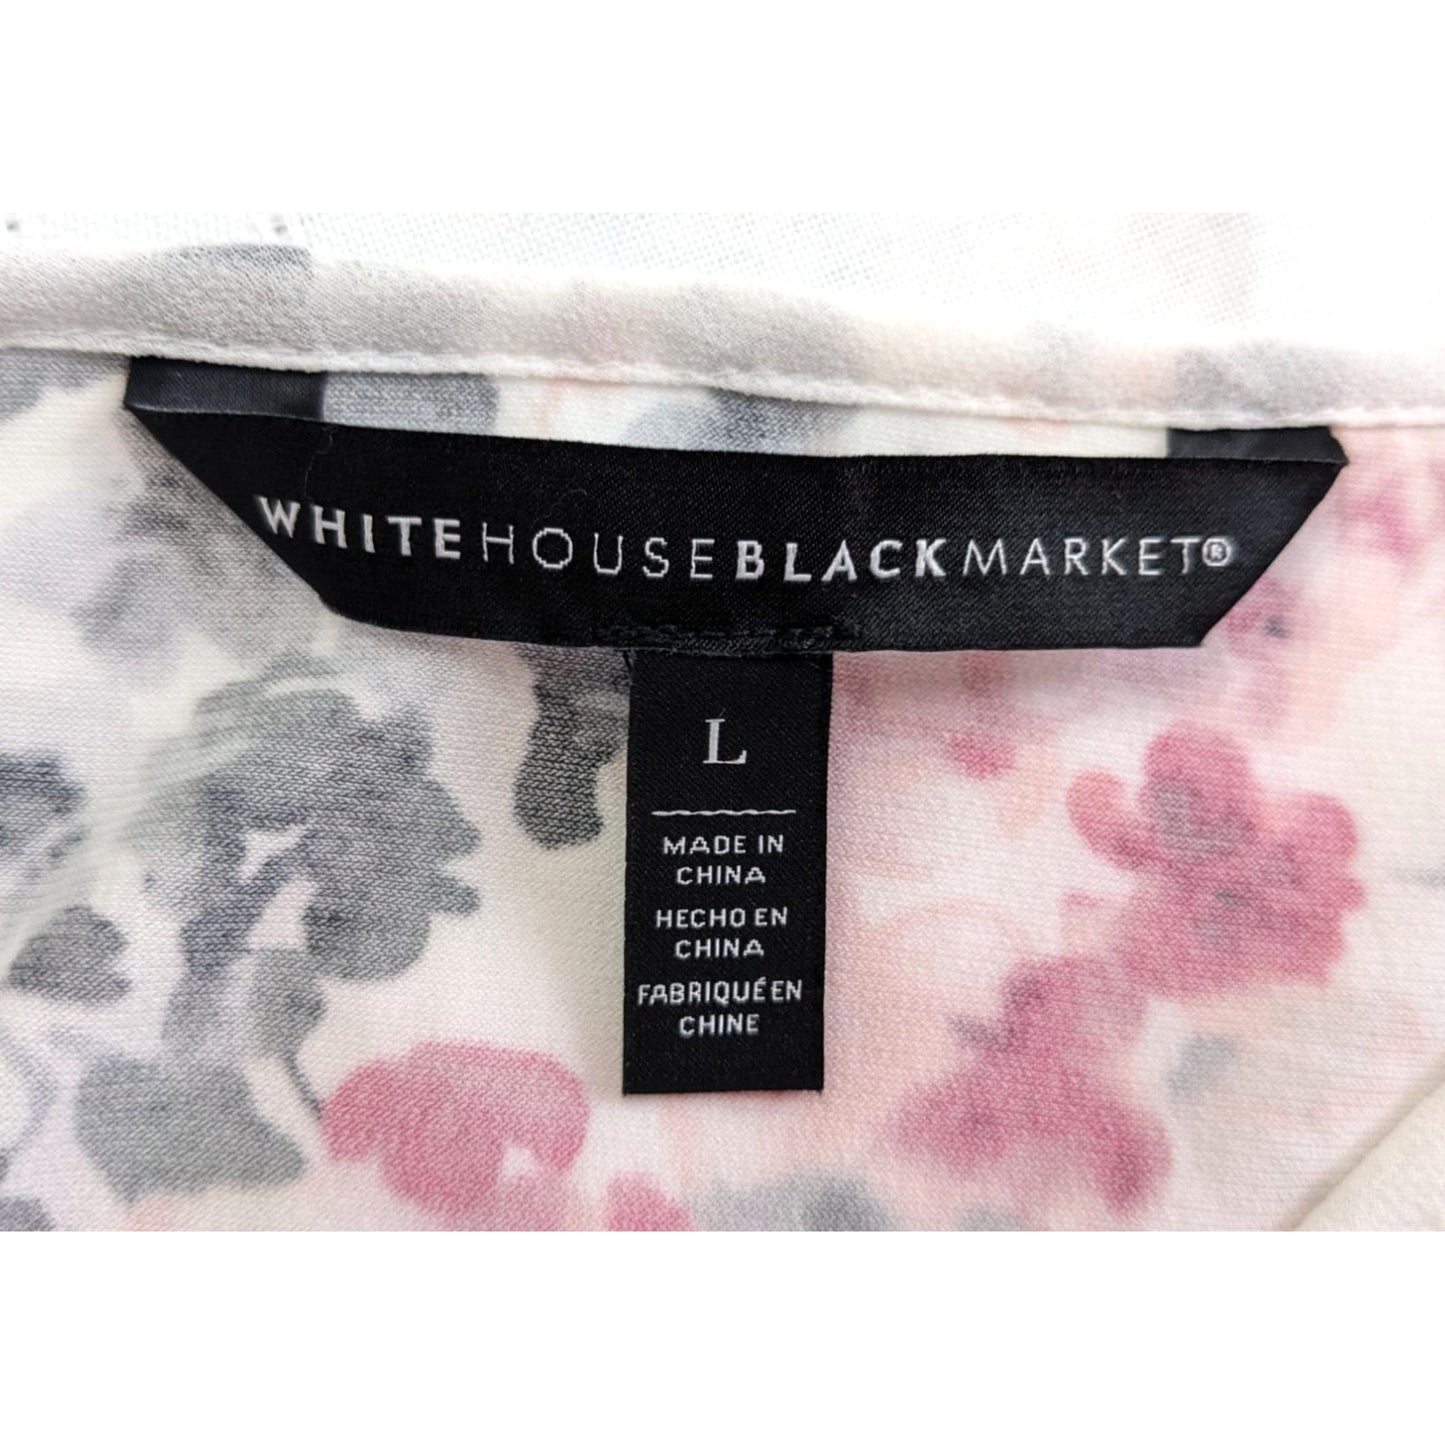 WHITEHOUSEBLACKMARKET®
L
MADE IN
CHINA
HECHO EN
CHINA
FABRIQUÉ EN
CHINE